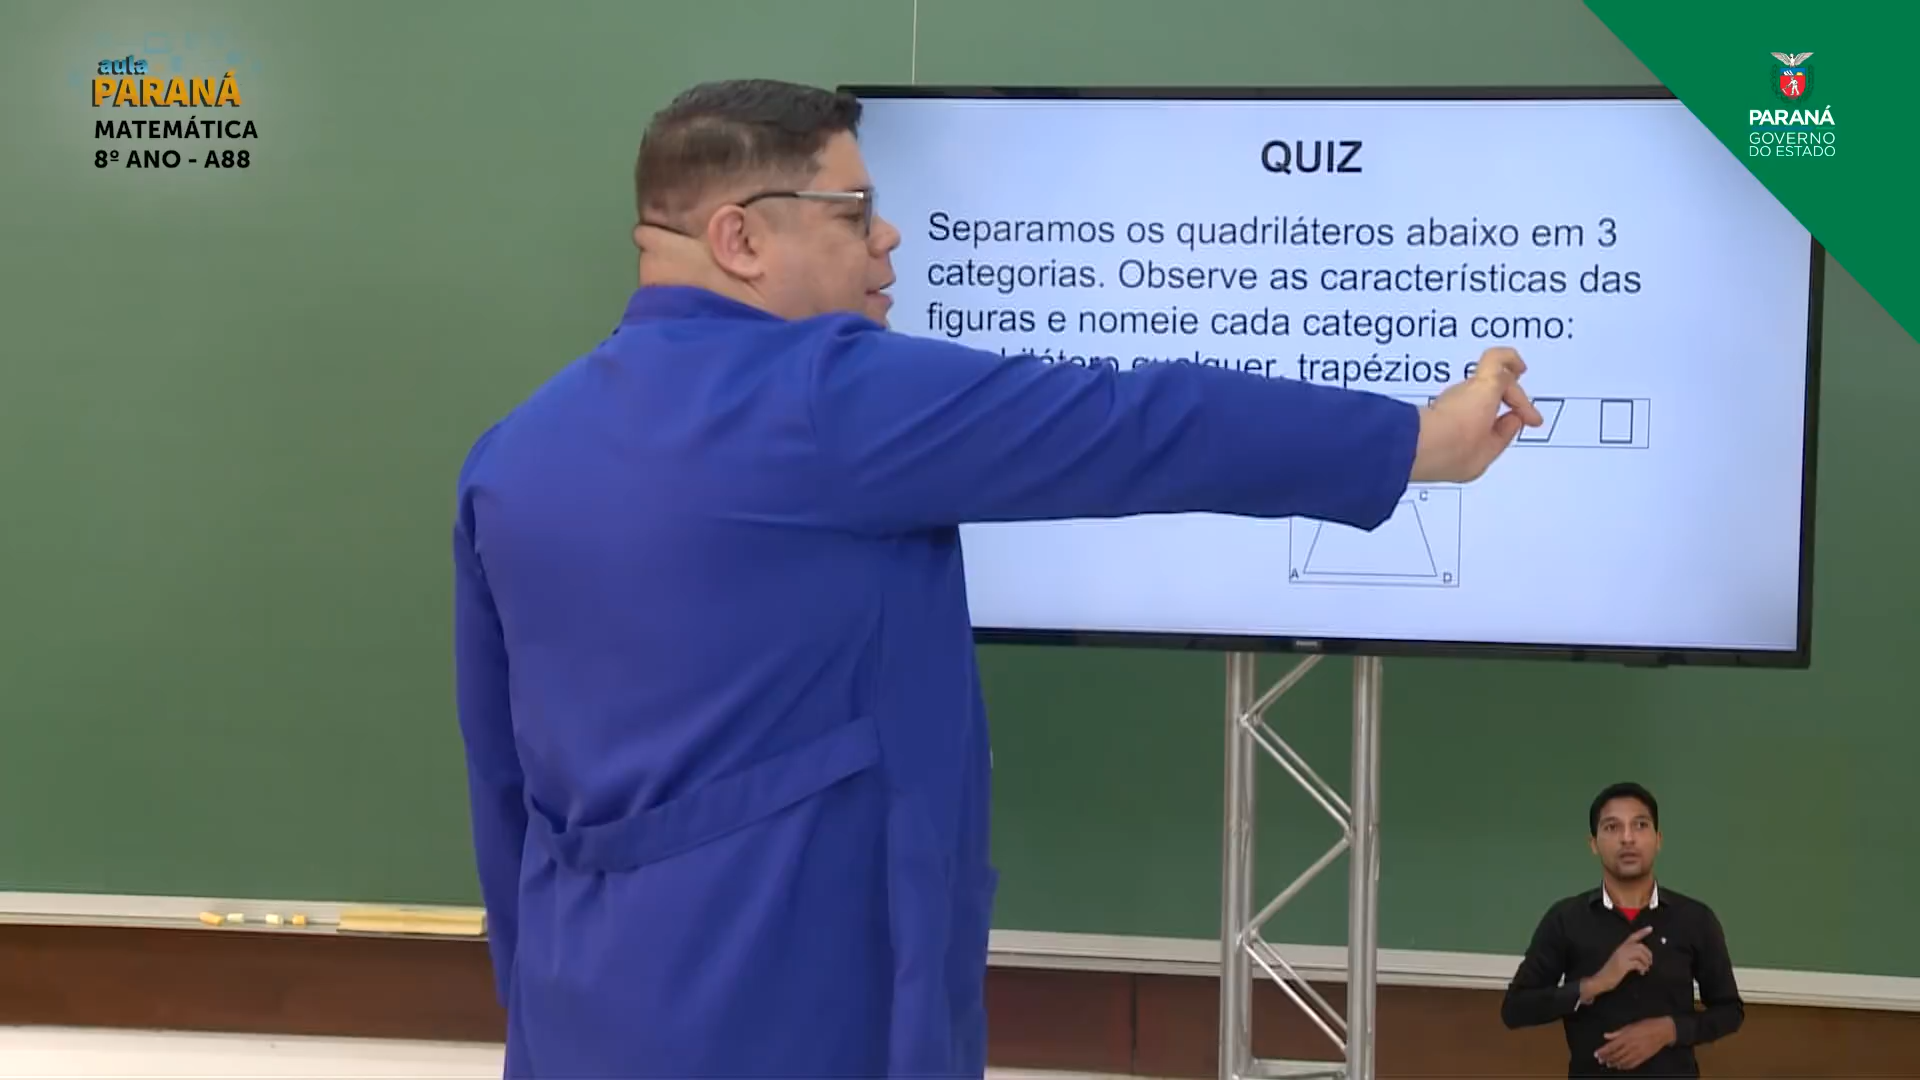 aula
PARANÁ
MATEMÁTICA
8º ANO - A88
PARANÁ
GOVERNO
DO ESTADO
QUIZ
Separamos os quadriláteros abaixo em 3
categorias. Observe as características das
figuras e nomeie cada categoria como:
qualquer, trapézios e
C
A D